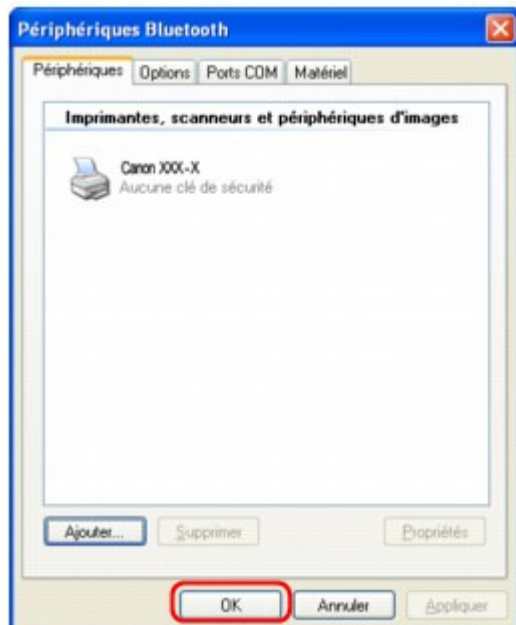 Périphériques Bluetooth
Périphériques Options Ports COM Matériel
Imprimantes, scanneurs et périphériques d'images
Canon XXX-X
Aucune clé de sécurité
Ajouter... Supprimer Propriétés
OK Annuler Appliquer